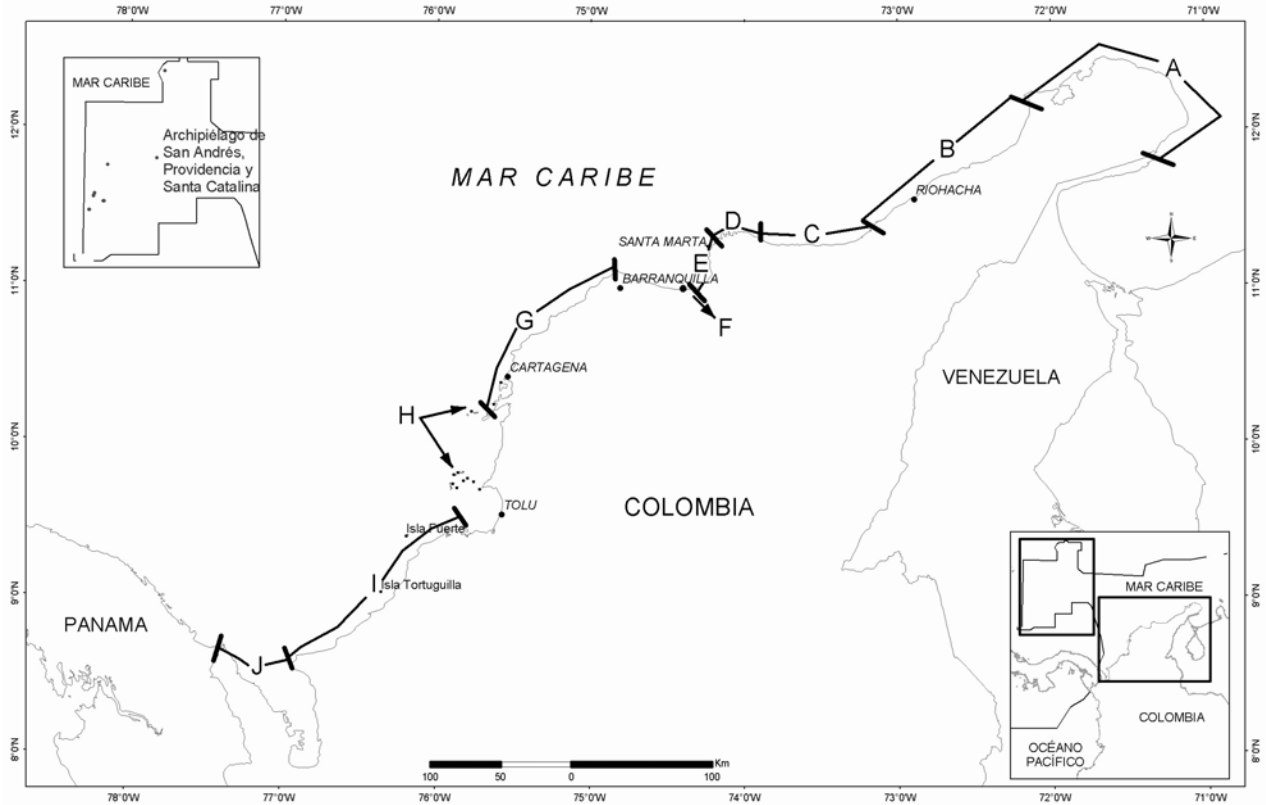 78°0'W
77°0'W
76°0'W
75°0'W
74°0'W
73°0'W
72°0'W
71°0'W
12°0'N
11°0'N
10°0'N
9°0'N
8°0'N
12°0'N
11°0'N
10°0'N
9°0'N
8°0'N
MAR CARIBE
Archipiélago de
San Andrés,
Providencia y
Santa Catalina
MAR CARIBE
A
B
RIOHACHA
D
C
SANTA MARTA
E
BARRANQUILLA
F
G
CARTAGENA
VENEZUELA
H
TOLU
COLOMBIA
Isla Fuerte
I
Isla Tortuguilla
PANAMA
J
N
W
E
S
MAR CARIBE
COLOMBIA
OCÉANO
PACÍFICO
Km
100
50
0
100
78°0'W
77°0'W
76°0'W
75°0'W
74°0'W
73°0'W
72°0'W
71°0'W